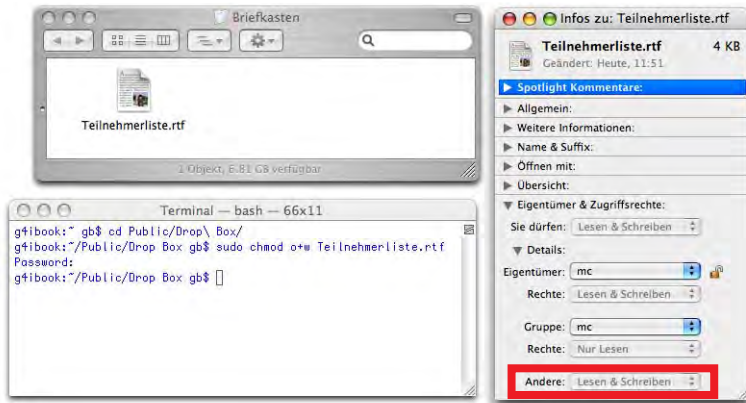 Briefkasten
Teilnehmerliste.rtf
1 Objekt, 6.81 GB verfügbar
Terminal — bash — 66x11
g4ibook:~ gb$ cd Public/Drop\ Box/
g4ibook:~/Public/Drop Box gb$ sudo chmod o+w Teilnehmerliste.rtf
Password:
g4ibook:~/Public/Drop Box gb$
Infos zu: Teilnehmerliste.rtf
Teilnehmerliste.rtf 4 KB
Geändert: Heute, 11:51
Spotlight Kommentare:
Allgemein:
Weitere Informationen:
Name & Suffix:
Öffnen mit:
Übersicht:
Eigentümer & Zugriffsrechte:
Sie dürfen: Lesen & Schreiben
Details:
Eigentümer: mc
Rechte: Lesen & Schreiben
Gruppe: mc
Rechte: Nur Lesen
Andere: Lesen & Schreiben